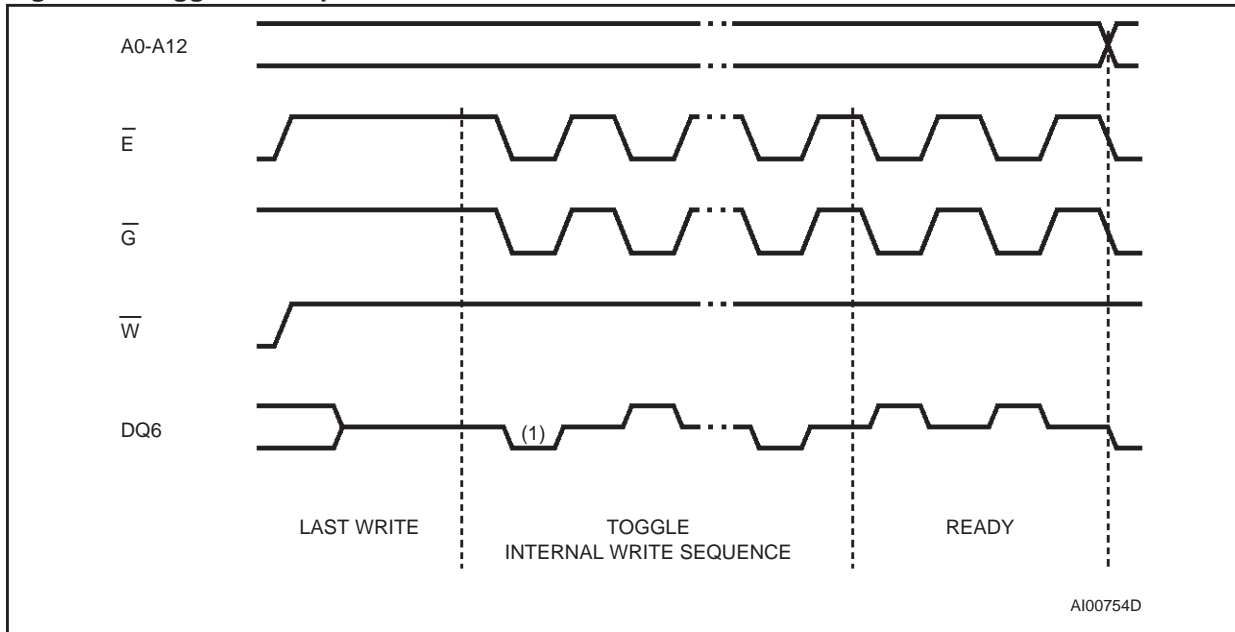 A0-A12
E
G
W
DQ6
(1)
LAST WRITE
TOGGLE
READY
INTERNAL WRITE SEQUENCE
AI00754D